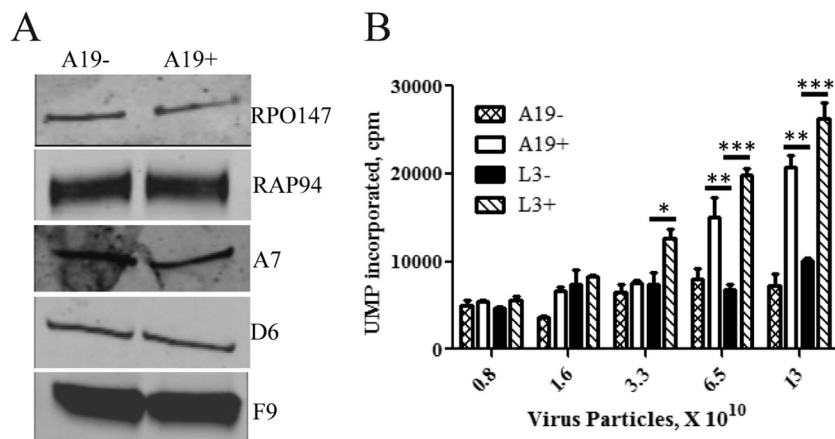 A
A19- A19+
RPO147
RAP94
A7
D6
F9
B
UMP incorporated, cpm
30000
20000
10000
0
A19-
A19+
L3-
L3+
*
** ***
** ***
0.8 1.6 3.3 6.5 13
Virus Particles, X 10¹⁰